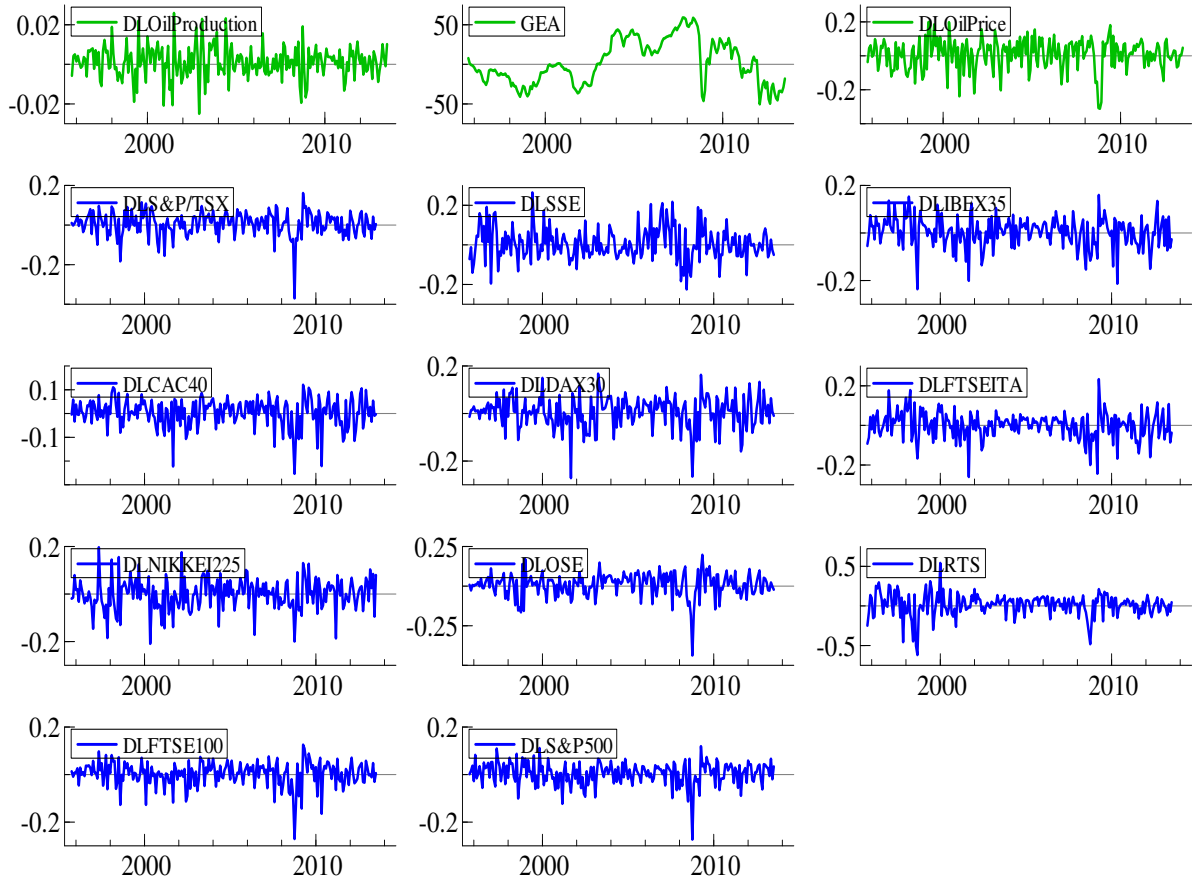 0.02 DLOilProduction
-0.02
2000 2010
50 GEA
-50
2000 2010
0.2 DLOilPrice
-0.2
2000 2010
0.2 DLS&P/TSX
-0.2
2000 2010
0.2 DLSSE
-0.2
2000 2010
DLIBEX35
0.0
-0.2
2000 2010
0.1 DLCAC40
-0.1
2000 2010
DLDAX30
0.0
-0.2
2000 2010
0.2 DLFTSEITA
-0.2
2000 2010
0.2 DLNIKKEI225
-0.2
2000 2010
0.25 DLOSE
-0.25
2000 2010
0.5 DLRTS
-0.5
2000 2010
0.2 DLFTSE100
-0.2
2000 2010
0.2 DLS&P500
-0.2
2000 2010